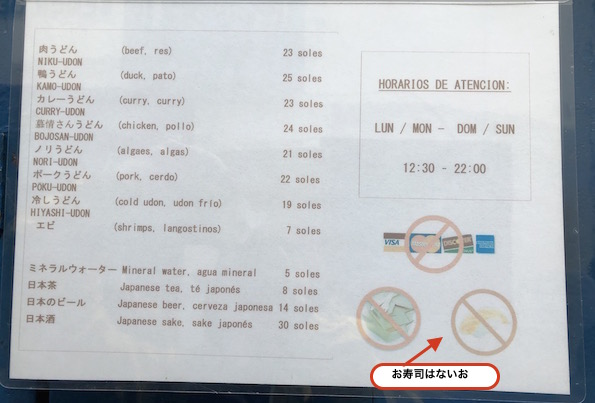 肉うどん (beef, res) 23 soles
NIKU-UDON
鴨うどん (duck, pato) 25 soles
KAMO-UDON
カレーうどん (curry, curry) 23 soles
CURRY-UDON
慕情さんうどん (chicken, pollo) 24 soles
BOJOSAN-UDON
ノリうどん (algaes, algas) 21 soles
NORI-UDON
ポークうどん (pork, cerdo) 22 soles
POKU-UDON
冷しうどん (cold udon, udon frío) 19 soles
HIYASHI-UDON
エビ (shrimps, langostinos) 7 soles
ミネラルウォーター Mineral water, agua mineral 5 soles
日本茶 Japanese tea, té japonés 8 soles
日本のビール Japanese beer, cerveza japonesa 14 soles
日本酒 Japanese sake, sake japonés 30 soles
HORARIOS DE ATENCION:
LUN / MON - DOM / SUN
12:30 - 22:00
VISA
お寿司はないお